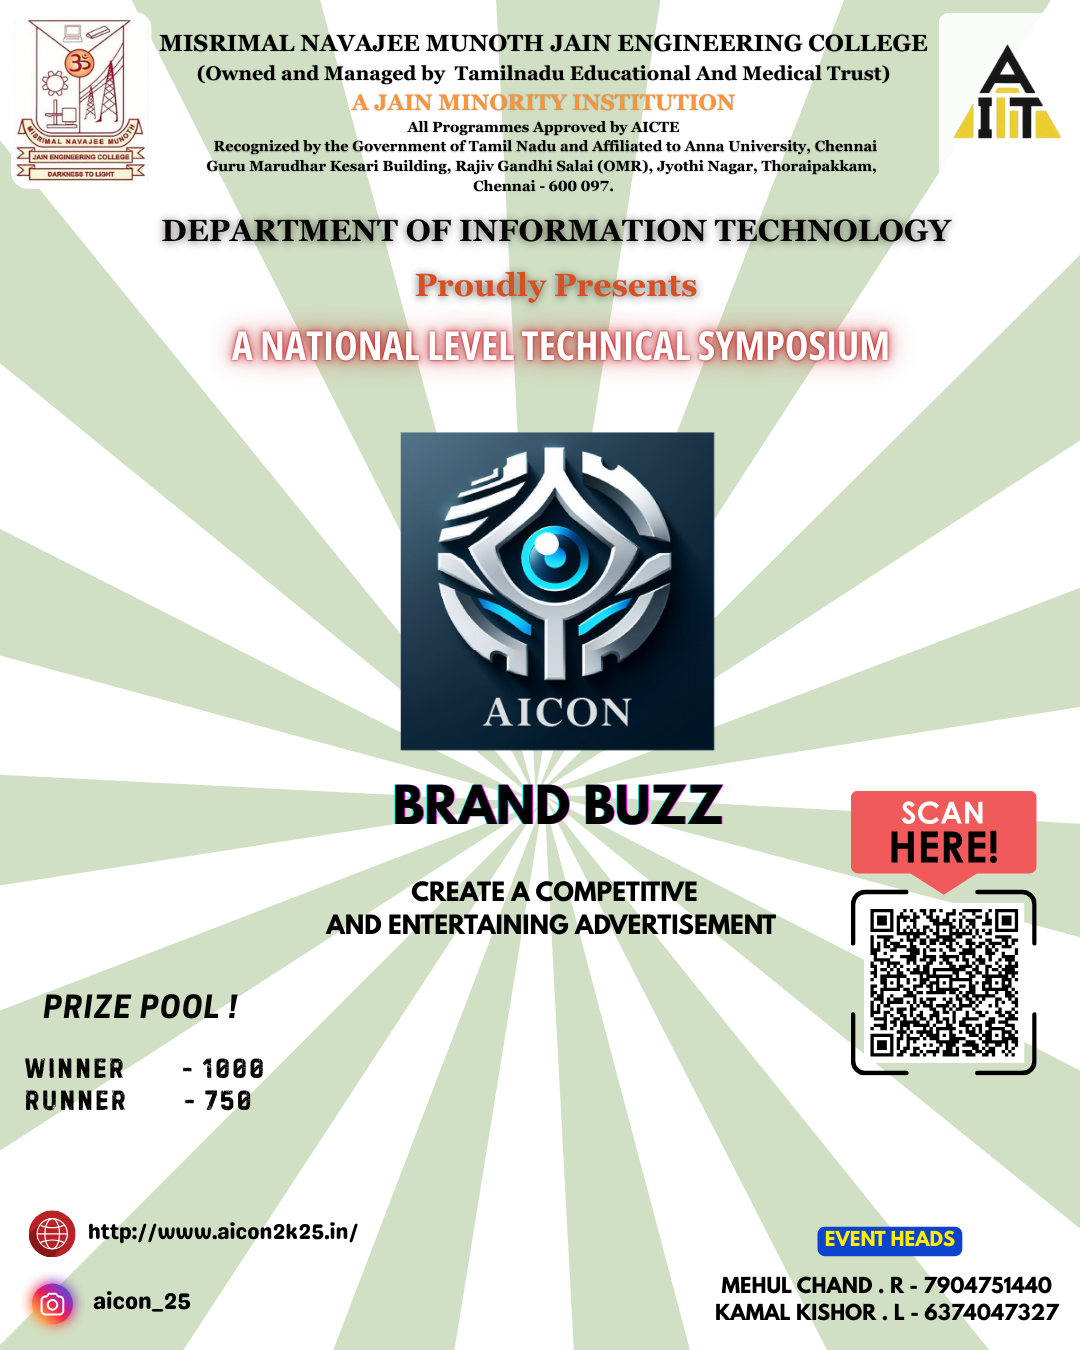 MISRIMAL NAVAJEE MUNOTH JAIN ENGINEERING COLLEGE
(Owned and Managed by Tamilnadu Educational And Medical Trust)
A JAIN MINORITY INSTITUTION
All Programmes Approved by AICTE
Recognized by the Government of Tamil Nadu and Affiliated to Anna University, Chennai
Guru Marudhar Kesari Building, Rajiv Gandhi Salai (OMR), Jyothi Nagar, Thoraipakkam,
Chennai - 600 097.
ॐ
MISRIMAL NAVAJEE MUNOTH
JAIN ENGINEERING COLLEGE
DARKNESS TO LIGHT
A
IIT
DEPARTMENT OF INFORMATION TECHNOLOGY
Proudly Presents
A NATIONAL LEVEL TECHNICAL SYMPOSIUM
AICON
BRAND BUZZ
CREATE A COMPETITIVE
AND ENTERTAINING ADVERTISEMENT
SCAN
HERE!
PRIZE POOL !
WINNER - 1000
RUNNER - 750
http://www.aicon2k25.in/
aicon_25
EVENT HEADS
MEHUL CHAND . R - 7904751440
KAMAL KISHOR . L - 6374047327